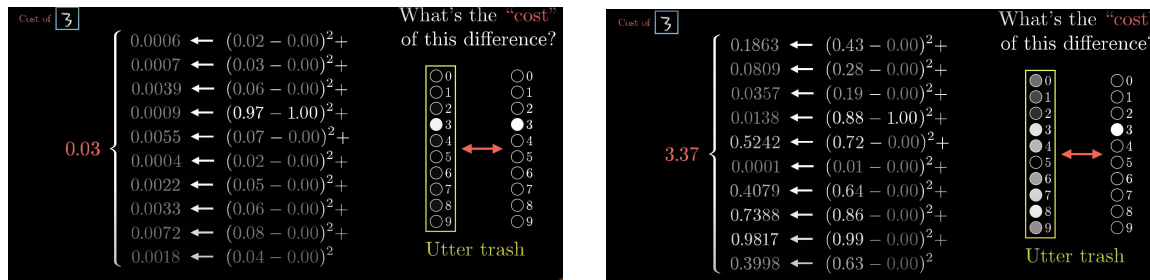 Cost of 3
What's the "cost"
of this difference?
0.0006 ← (0.02 − 0.00)²+
0.0007 ← (0.03 − 0.00)²+
0.0039 ← (0.06 − 0.00)²+
0.0009 ← (0.97 − 1.00)²+
0.0055 ← (0.07 − 0.00)²+
0.0004 ← (0.02 − 0.00)²+
0.0022 ← (0.05 − 0.00)²+
0.0033 ← (0.06 − 0.00)²+
0.0072 ← (0.08 − 0.00)²+
0.0018 ← (0.04 − 0.00)²
0.03
0 0
1 1
2 2
3 3
4 4
5 5
6 6
7 7
8 8
9 9
Utter trash
Cost of 3
What's the "cost
of this difference?
0.1863 ← (0.43 − 0.00)²+
0.0809 ← (0.28 − 0.00)²+
0.0357 ← (0.19 − 0.00)²+
0.0138 ← (0.88 − 1.00)²+
0.5242 ← (0.72 − 0.00)²+
0.0001 ← (0.01 − 0.00)²+
0.4079 ← (0.64 − 0.00)²+
0.7388 ← (0.86 − 0.00)²+
0.9817 ← (0.99 − 0.00)²+
0.3998 ← (0.63 − 0.00)²
3.37
0 0
1 1
2 2
3 3
4 4
5 5
6 6
7 7
8 8
9 9
Utter trash